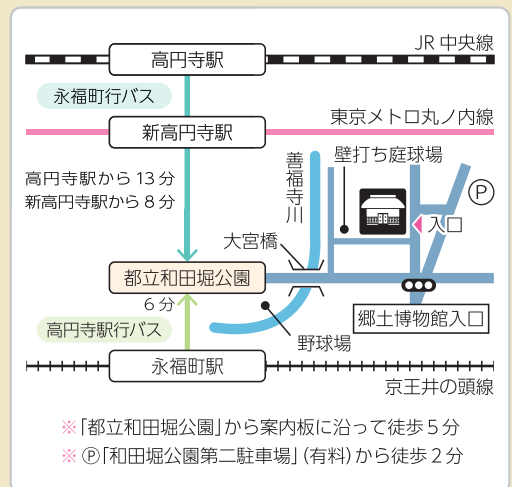 JR 中央線
高円寺駅
永福町行バス
東京メトロ丸ノ内線
新高円寺駅
高円寺駅から 13 分
新高円寺駅から 8 分
善福寺川
壁打ち庭球場
P
入口
大宮橋
都立和田堀公園
6 分
高円寺駅行バス
郷土博物館入口
野球場
永福町駅
京王井の頭線
※「都立和田堀公園」から案内板に沿って徒歩 5 分
※ Ⓟ「和田堀公園第二駐車場」(有料)から徒歩 2 分